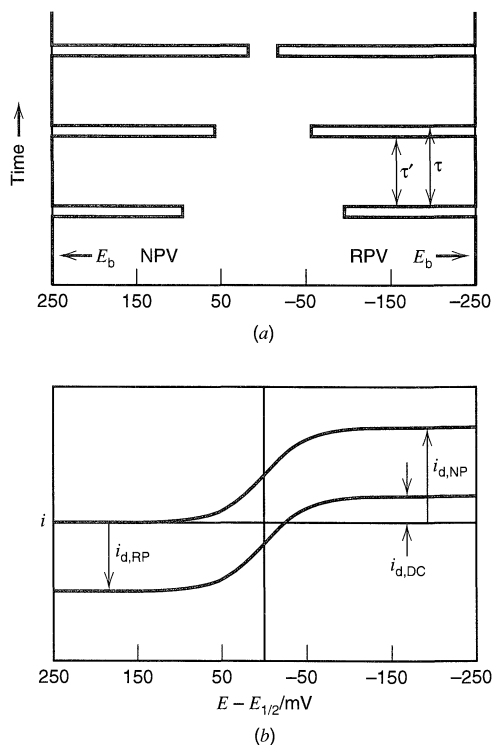 Time →
τ′
τ
← E_b NPV RPV E_b →
250 150 50 −50 −150 −250
(a)
i
i_d,NP
i_d,RP
i_d,DC
250 150 50 −50 −150 −250
E − E_1/2/mV
(b)